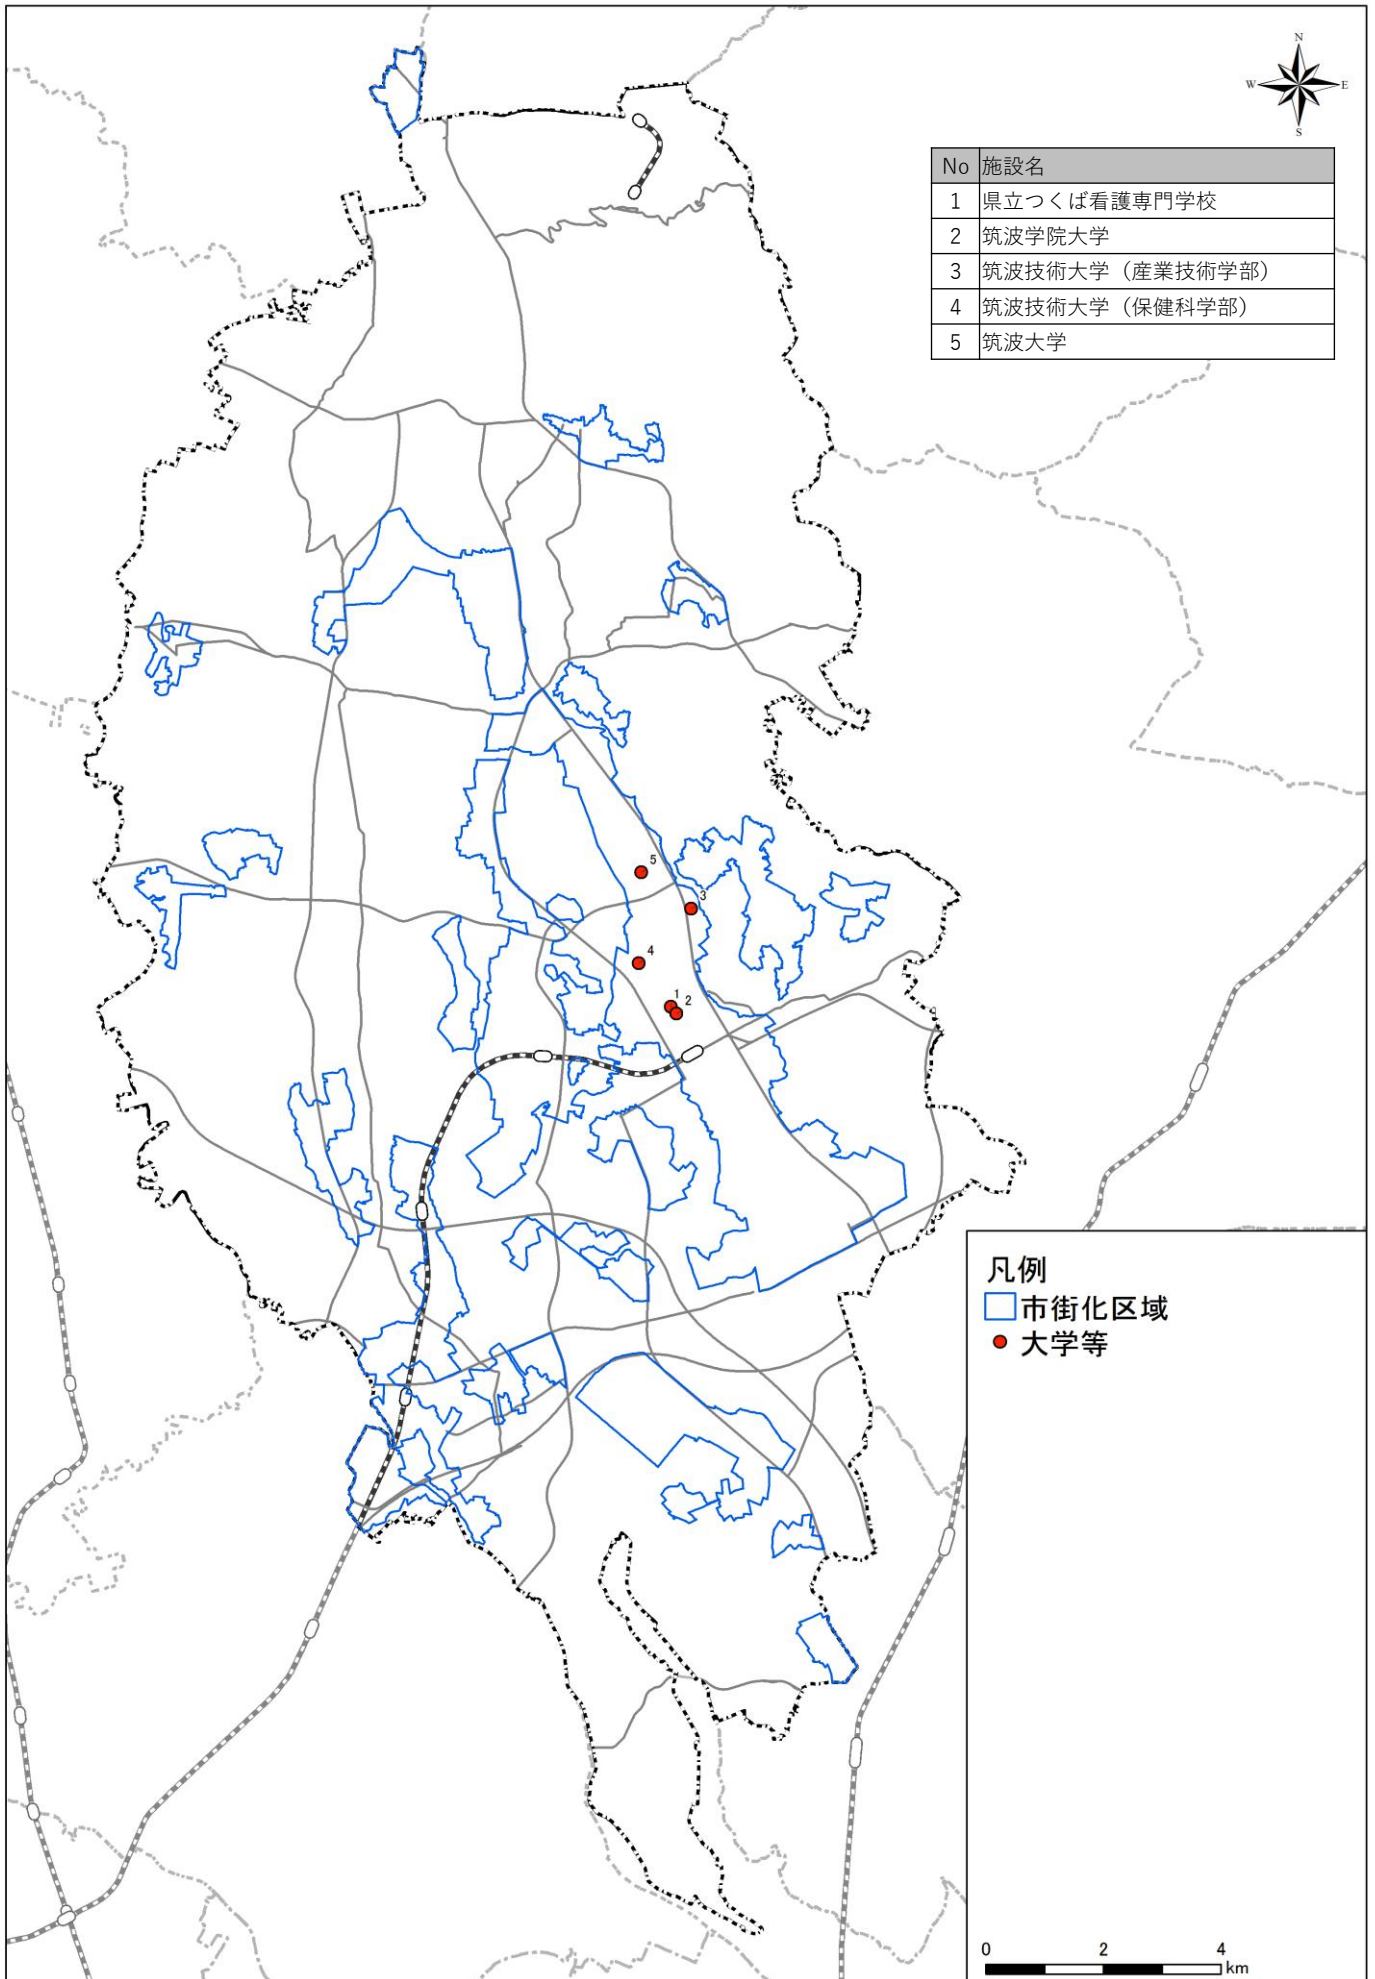 N
W E
S
No 施設名
1 県立つくば看護専門学校
2 筑波学院大学
3 筑波技術大学（産業技術学部）
4 筑波技術大学（保健科学部）
5 筑波大学
5
3
4
1
2
凡例
市街化区域
大学等
0 2 4
km